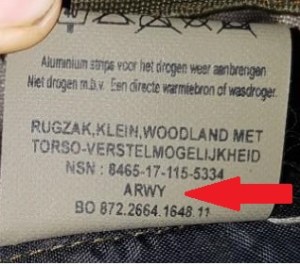 Aluminium strips voor het drogen weer aanbrengen
Niet drogen m.b.v. Een directe warmtebron of wasdroger.
RUGZAK,KLEIN,WOODLAND MET
TORSO-VERSTELMOGELIJKHEID
NSN : 8465-17-115-5334
ARWY
BO 872.2664.1648.11